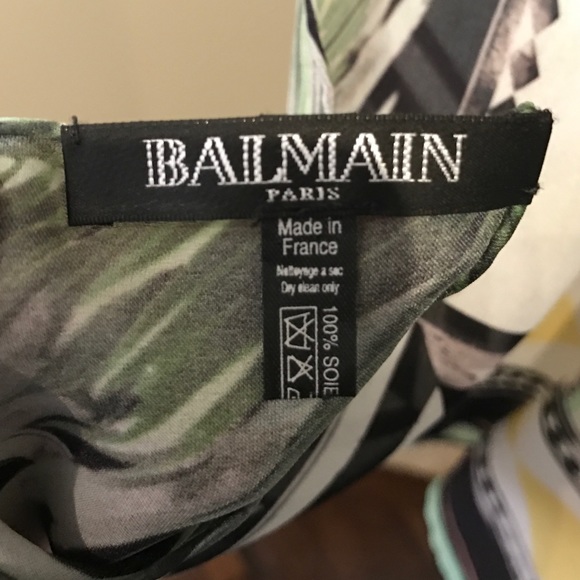 BALMAIN
PARIS
Made in
France
Nettoyage a sec
Dry clean only
100% SOIE